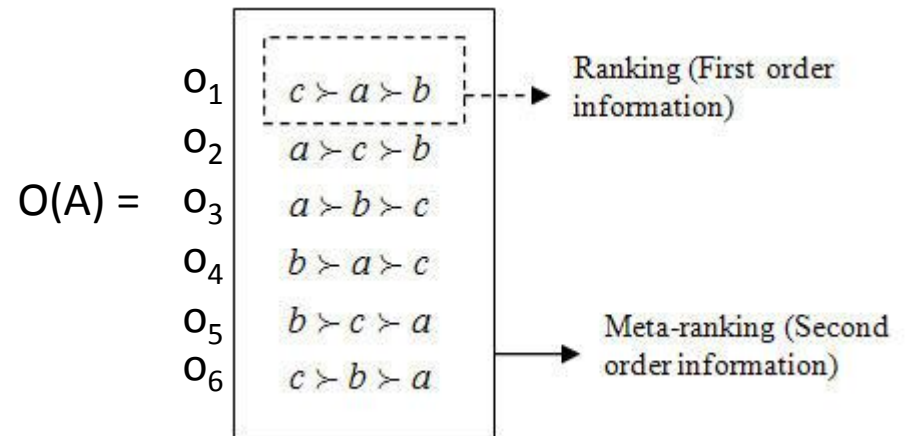 O₁ c ≻ a ≻ b
Ranking (First order
information)
O₂ a ≻ c ≻ b
O(A) = O₃ a ≻ b ≻ c
O₄ b ≻ a ≻ c
O₅ b ≻ c ≻ a
Meta-ranking (Second
order information)
O₆ c ≻ b ≻ a